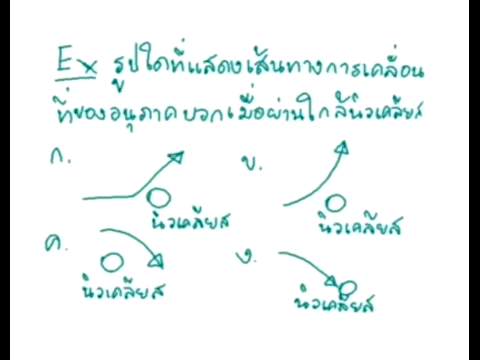 Ex รูปใดที่แสดงเส้นทางการเคลื่อน
ที่ของอนุภาคบวกเมื่อผ่านใกล้นิวเคลียส
ก. ข.
นิวเคลียส นิวเคลียส
ค. ง.
นิวเคลียส นิวเคลียส